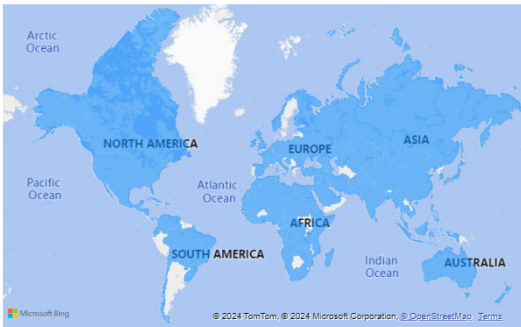 Arctic
Ocean
NORTH AMERICA
EUROPE
ASIA
Pacific
Ocean
Atlantic
Ocean
AFRICA
SOUTH AMERICA
Indian
Ocean
AUSTRALIA
Microsoft Bing
© 2024 TomTom, © 2024 Microsoft Corporation, © OpenStreetMap Terms